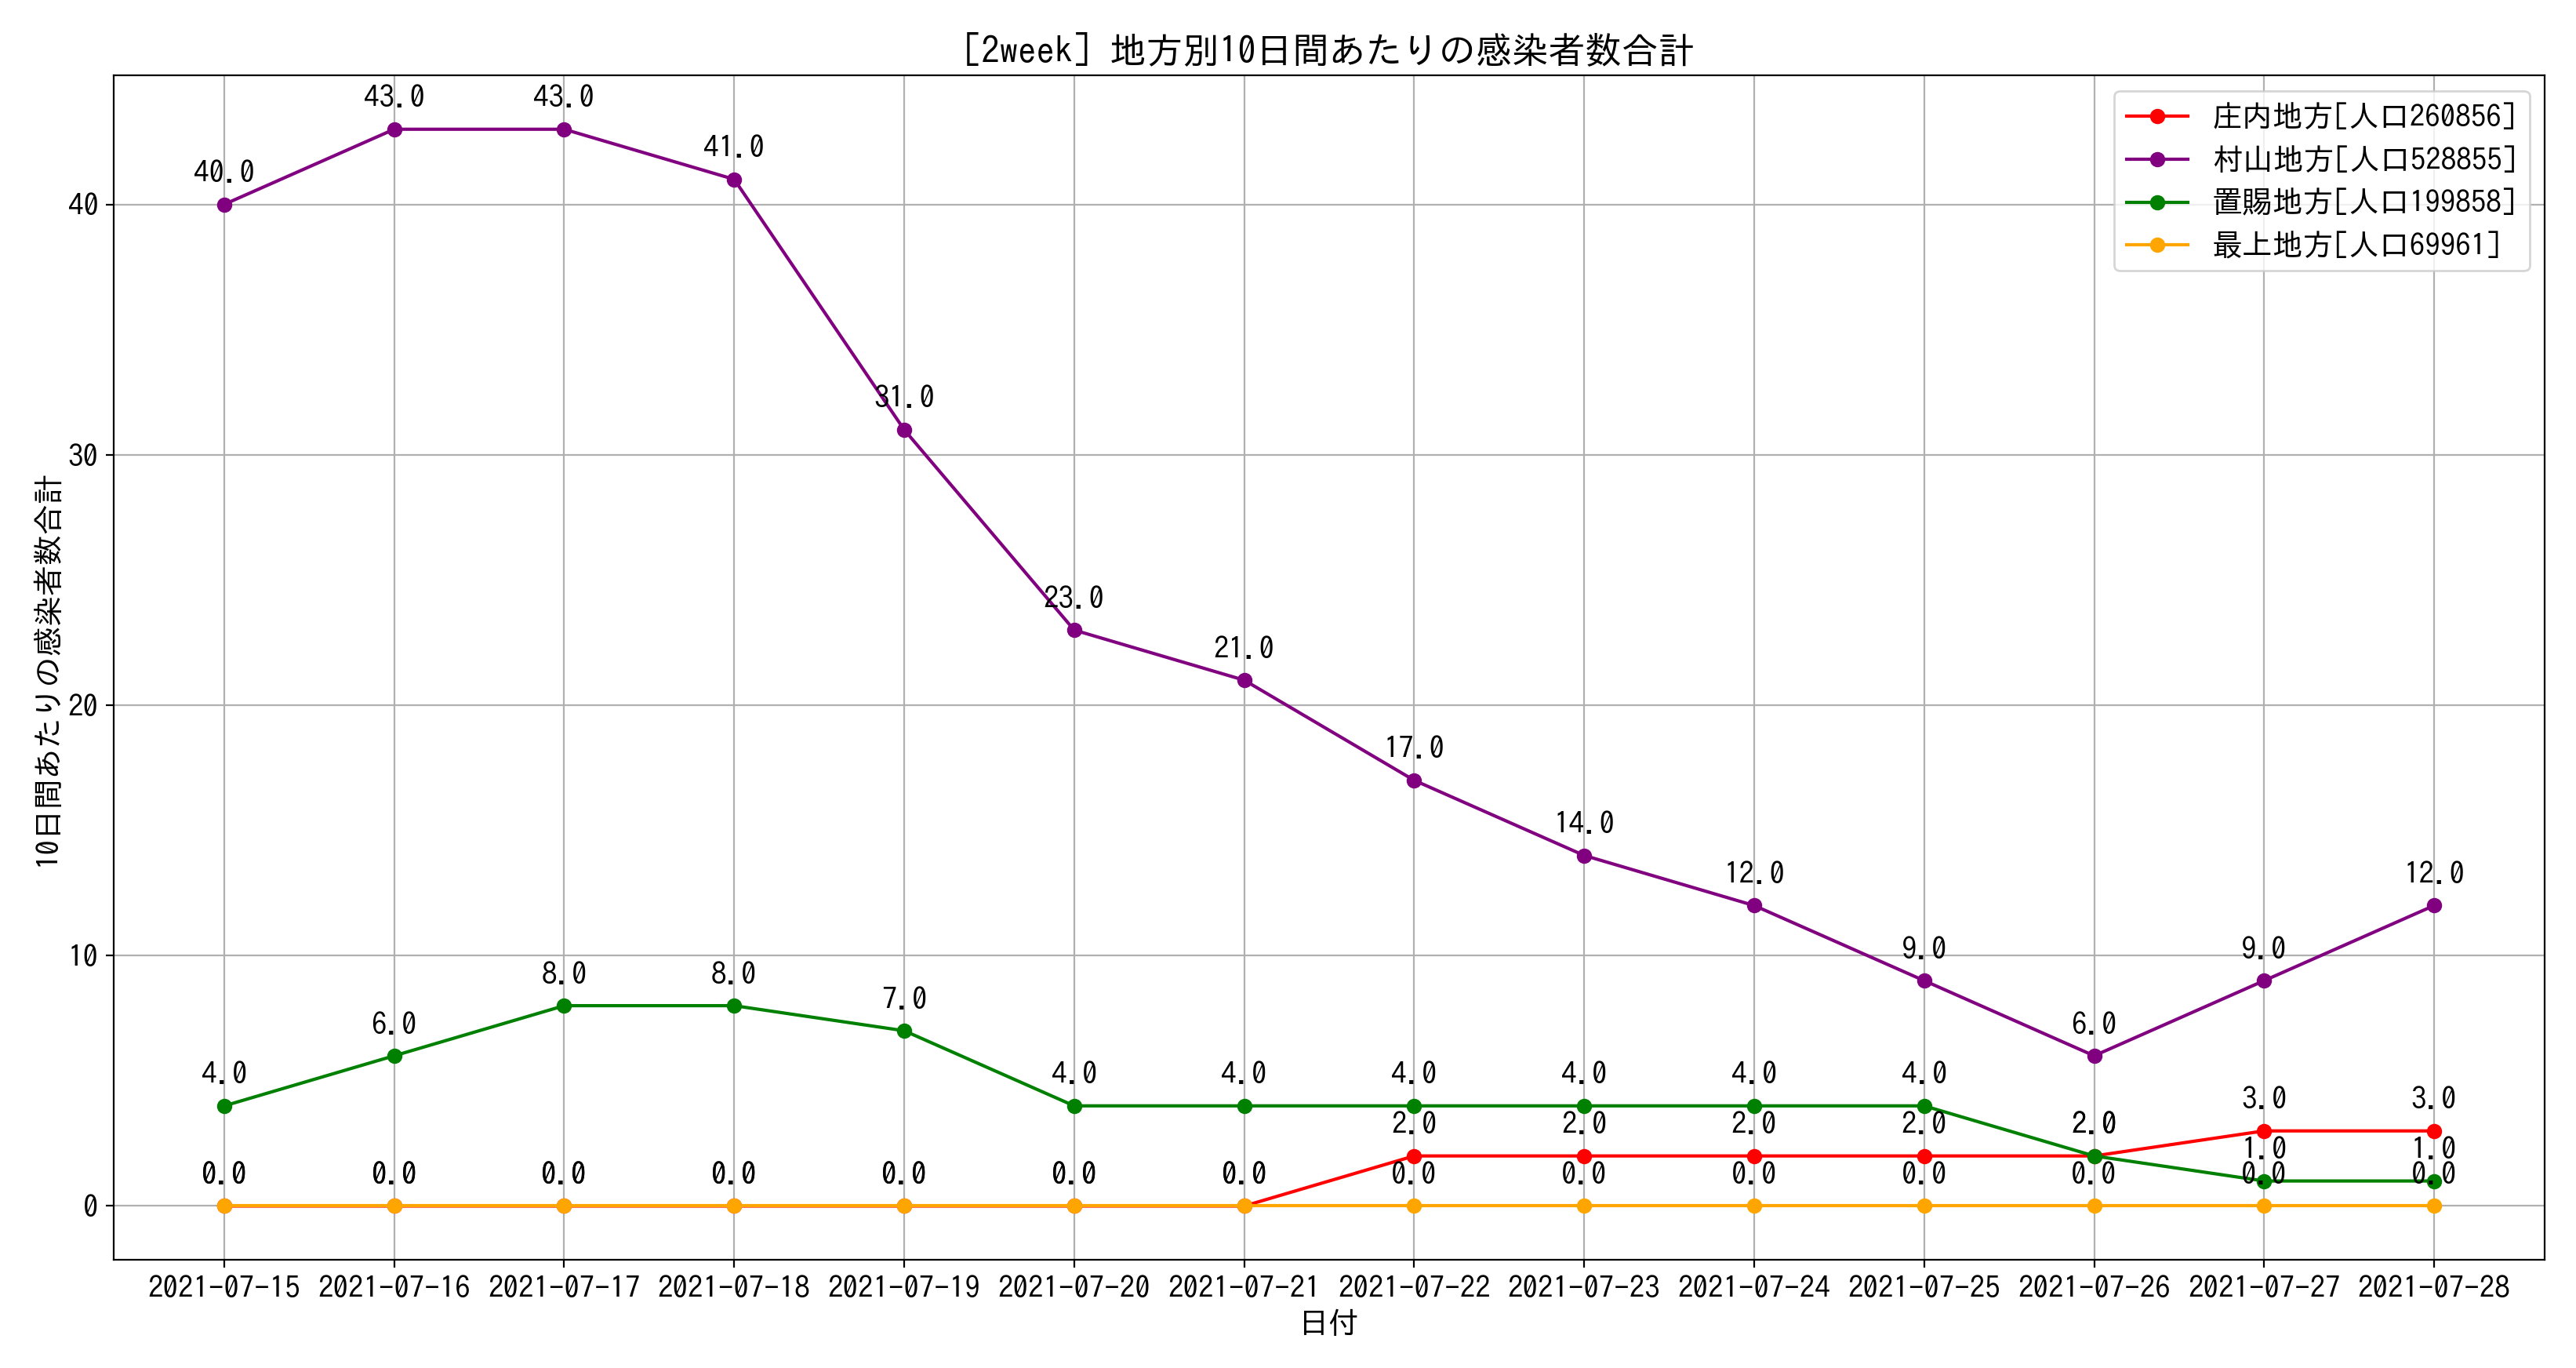 [2week] 地方別10日間あたりの感染者数合計
庄内地方[人口260856]
村山地方[人口528855]
置賜地方[人口199858]
最上地方[人口69961]
10日間あたりの感染者数合計
40
30
20
10
0
40.0 43.0 43.0 41.0 31.0 23.0 21.0 17.0 14.0 12.0 9.0 6.0 9.0 12.0
4.0 6.0 8.0 8.0 7.0 4.0 4.0 4.0 4.0 4.0 4.0 2.0 1.0 1.0
2.0 2.0 2.0 2.0 3.0 3.0
0.0 0.0 0.0 0.0 0.0 0.0 0.0 0.0 0.0 0.0 0.0 0.0 0.0 0.0
2021-07-15 2021-07-16 2021-07-17 2021-07-18 2021-07-19 2021-07-20 2021-07-21 2021-07-22 2021-07-23 2021-07-24 2021-07-25 2021-07-26 2021-07-27 2021-07-28
日付